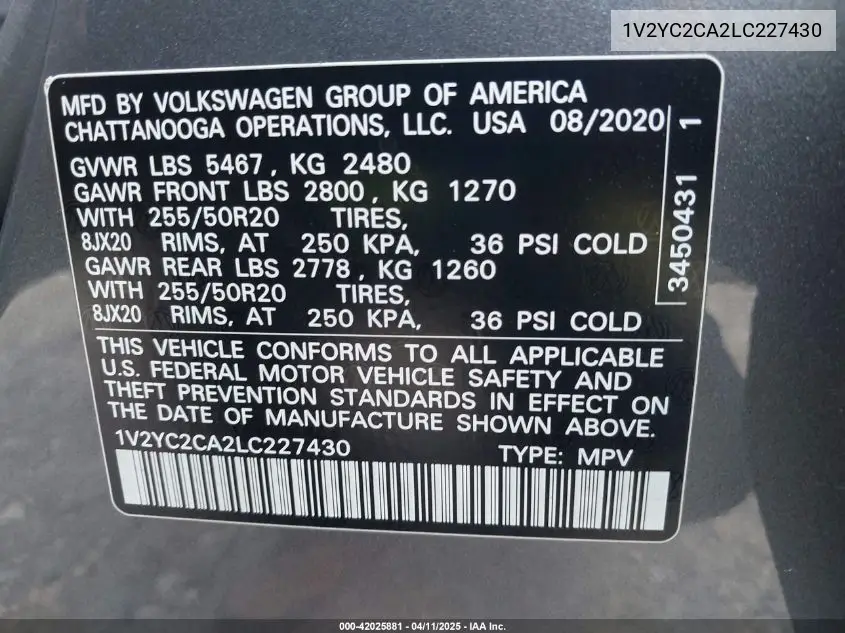 1V2YC2CA2LC227430
MFD BY VOLKSWAGEN GROUP OF AMERICA
CHATTANOOGA OPERATIONS, LLC. USA 08/2020
GVWR LBS 5467, KG 2480
GAWR FRONT LBS 2800, KG 1270
WITH 255/50R20 TIRES,
8JX20 RIMS, AT 250 KPA, 36 PSI COLD
GAWR REAR LBS 2778, KG 1260
WITH 255/50R20 TIRES,
8JX20 RIMS, AT 250 KPA, 36 PSI COLD
3450431 1
THIS VEHICLE CONFORMS TO ALL APPLICABLE
U.S. FEDERAL MOTOR VEHICLE SAFETY AND
THEFT PREVENTION STANDARDS IN EFFECT ON
THE DATE OF MANUFACTURE SHOWN ABOVE.
1V2YC2CA2LC227430 TYPE: MPV
000-42025881 - 04/11/2025 - IAA Inc.